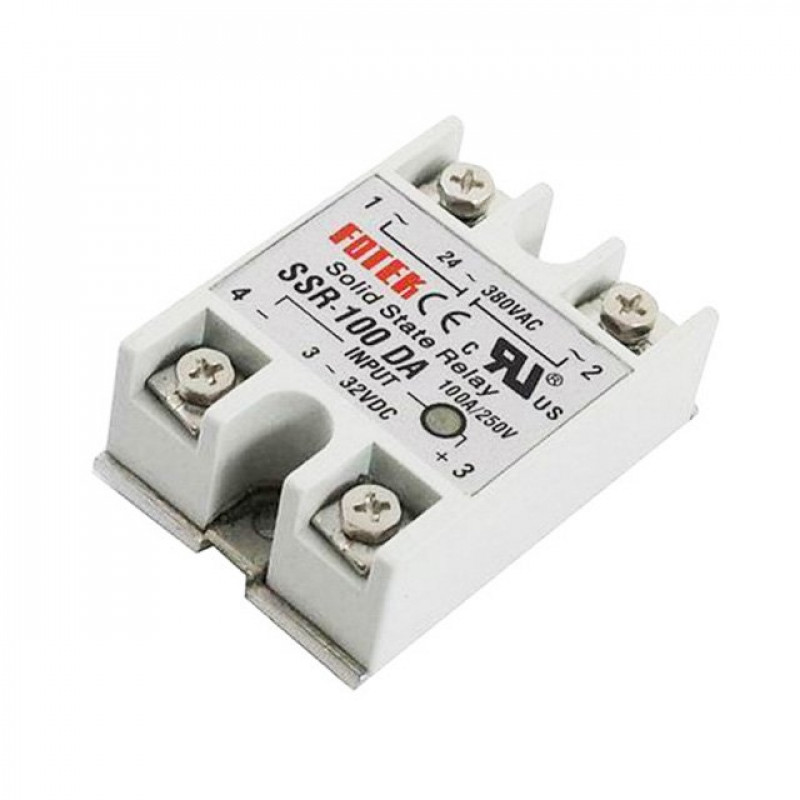 1 ~
24 ~ 380VAC
~ 2
FOTEK CE
C UR ® US
Solid State Relay
SSR-100 DA 100A/250V
4 -
INPUT
3 ~ 32VDC
+ 3